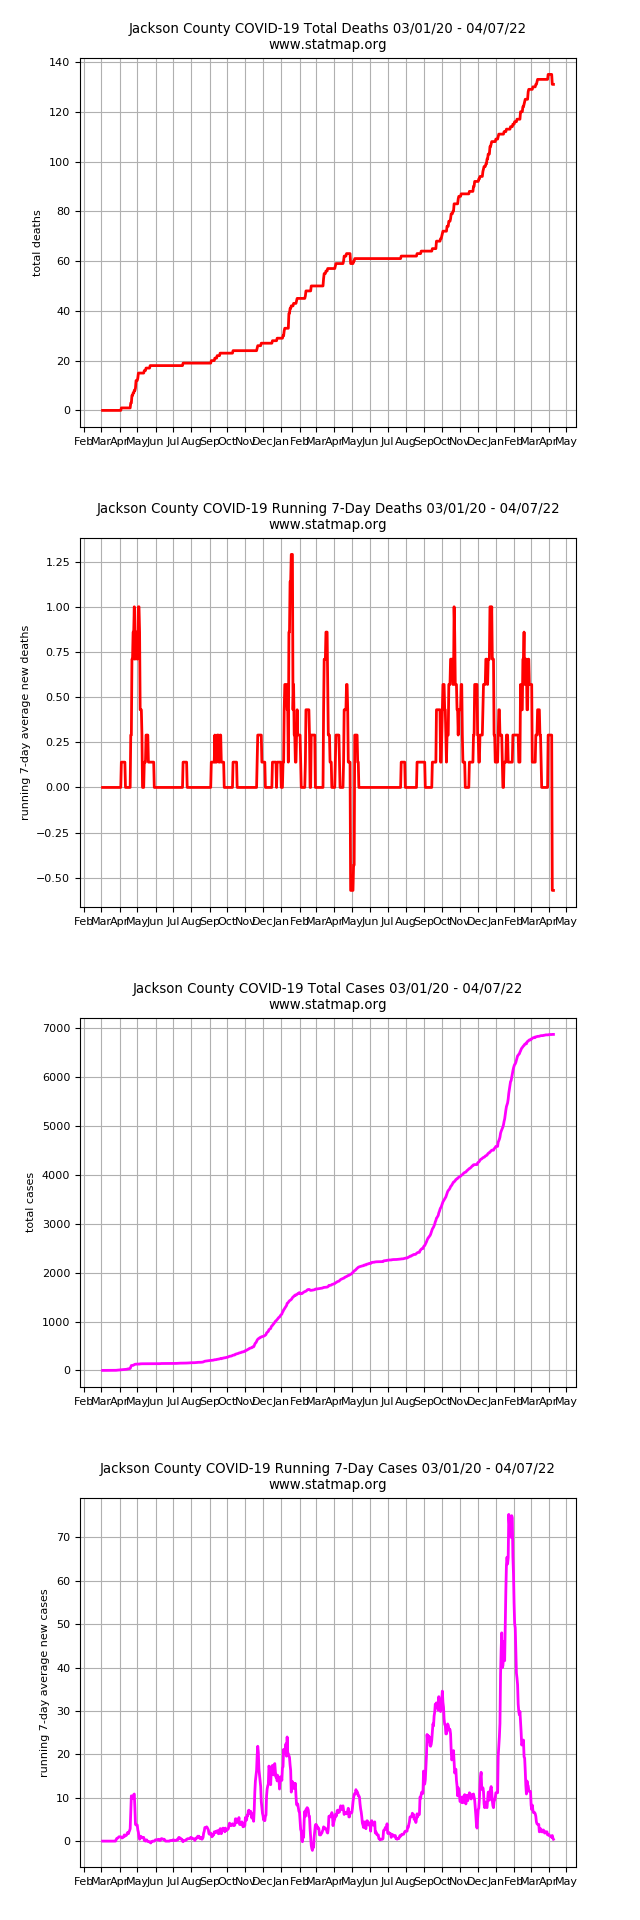 Jackson County COVID-19 Total Deaths 03/01/20 - 04/07/22
www.statmap.org
140
120
100
80
60
40
20
0
total deaths
Feb Mar Apr May Jun Jul Aug Sep Oct Nov Dec Jan Feb Mar Apr May Jun Jul Aug Sep Oct Nov Dec Jan Feb Mar Apr May
Jackson County COVID-19 Running 7-Day Deaths 03/01/20 - 04/07/22
www.statmap.org
1.25
1.00
0.75
0.50
0.25
0.00
−0.25
−0.50
running 7-day average new deaths
Feb Mar Apr May Jun Jul Aug Sep Oct Nov Dec Jan Feb Mar Apr May Jun Jul Aug Sep Oct Nov Dec Jan Feb Mar Apr May
Jackson County COVID-19 Total Cases 03/01/20 - 04/07/22
www.statmap.org
7000
6000
5000
4000
3000
2000
1000
0
total cases
Feb Mar Apr May Jun Jul Aug Sep Oct Nov Dec Jan Feb Mar Apr May Jun Jul Aug Sep Oct Nov Dec Jan Feb Mar Apr May
Jackson County COVID-19 Running 7-Day Cases 03/01/20 - 04/07/22
www.statmap.org
70
60
50
40
30
20
10
0
running 7-day average new cases
Feb Mar Apr May Jun Jul Aug Sep Oct Nov Dec Jan Feb Mar Apr May Jun Jul Aug Sep Oct Nov Dec Jan Feb Mar Apr May